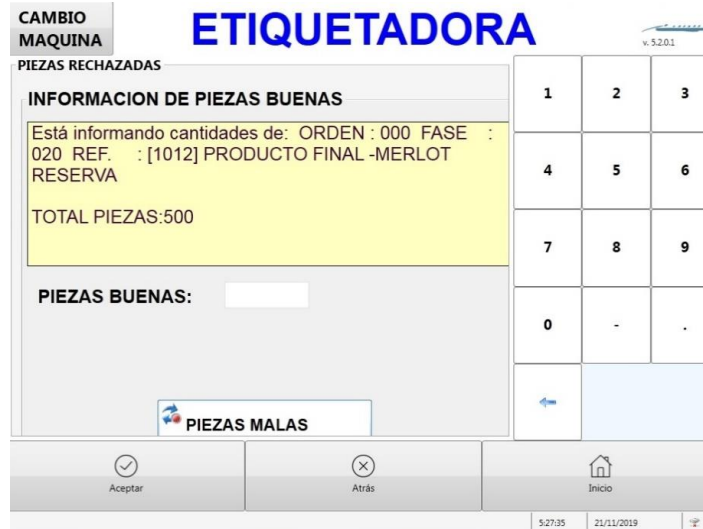 CAMBIO
MAQUINA
ETIQUETADORA
v. 5.2.0.1
PIEZAS RECHAZADAS
INFORMACION DE PIEZAS BUENAS
Está informando cantidades de: ORDEN : 000 FASE :
020 REF. : [1012] PRODUCTO FINAL -MERLOT
RESERVA
TOTAL PIEZAS:500
PIEZAS BUENAS:
PIEZAS MALAS
1 2 3
4 5 6
7 8 9
0 - .
Aceptar Atrás Inicio
5:27:35 21/11/2019